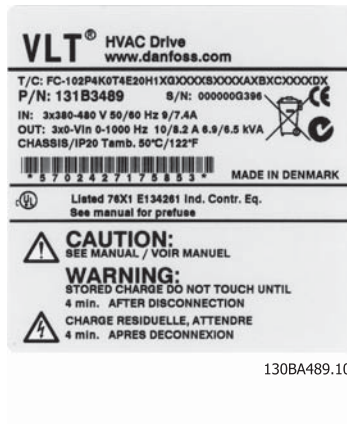 VLT® HVAC Drive
www.danfoss.com
T/C: FC-102P4K0T4E20H1XGXXXXSXXXXAXBXCXXXXDX
P/N: 131B3489 S/N: 000000G396
IN: 3x380-480 V 50/60 Hz 9/7.4A
OUT: 3x0-Vin 0-1000 Hz 10/8.2 A 6.9/6.5 kVA
CHASSIS/IP20 Tamb. 50°C/122°F
*5702427175853* MADE IN DENMARK
c UL Listed 76X1 E134261 Ind. Contr. Eq.
See manual for prefuse
CAUTION:
SEE MANUAL / VOIR MANUEL
WARNING:
STORED CHARGE DO NOT TOUCH UNTIL
4 min. AFTER DISCONNECTION
CHARGE RESIDUELLE, ATTENDRE
4 min. APRES DECONNEXION
130BA489.10